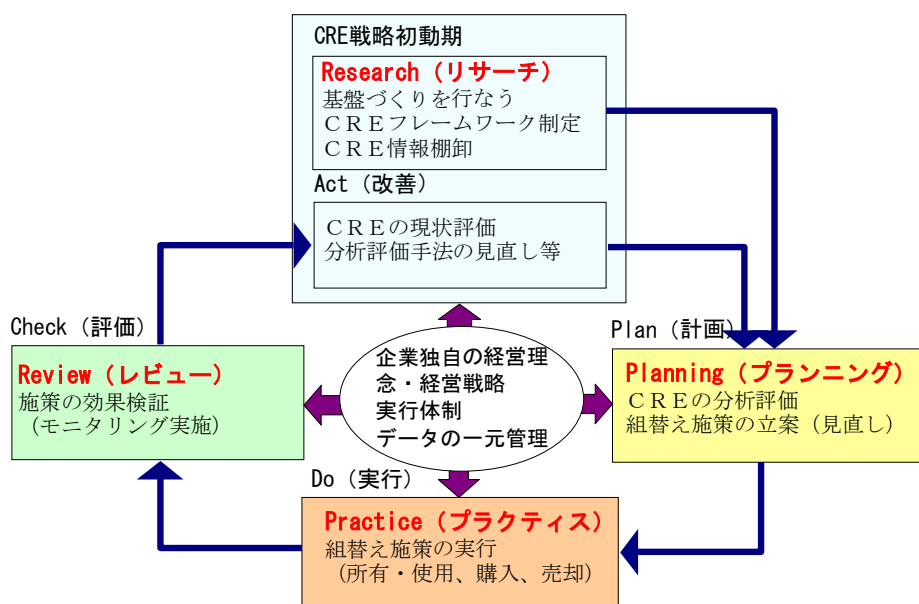 CRE戦略初動期
Research(リサーチ)
基盤づくりを行なう
ＣＲＥフレームワーク制定
ＣＲＥ情報棚卸
Act(改善)
ＣＲＥの現状評価
分析評価手法の見直し等
Check(評価)
Review(レビュー)
施策の効果検証
(モニタリング実施)
企業独自の経営理
念・経営戦略
実行体制
データの一元管理
Plan(計画)
Planning(プランニング)
ＣＲＥの分析評価
組替え施策の立案(見直し)
Do(実行)
Practice(プラクティス)
組替え施策の実行
(所有・使用、購入、売却)